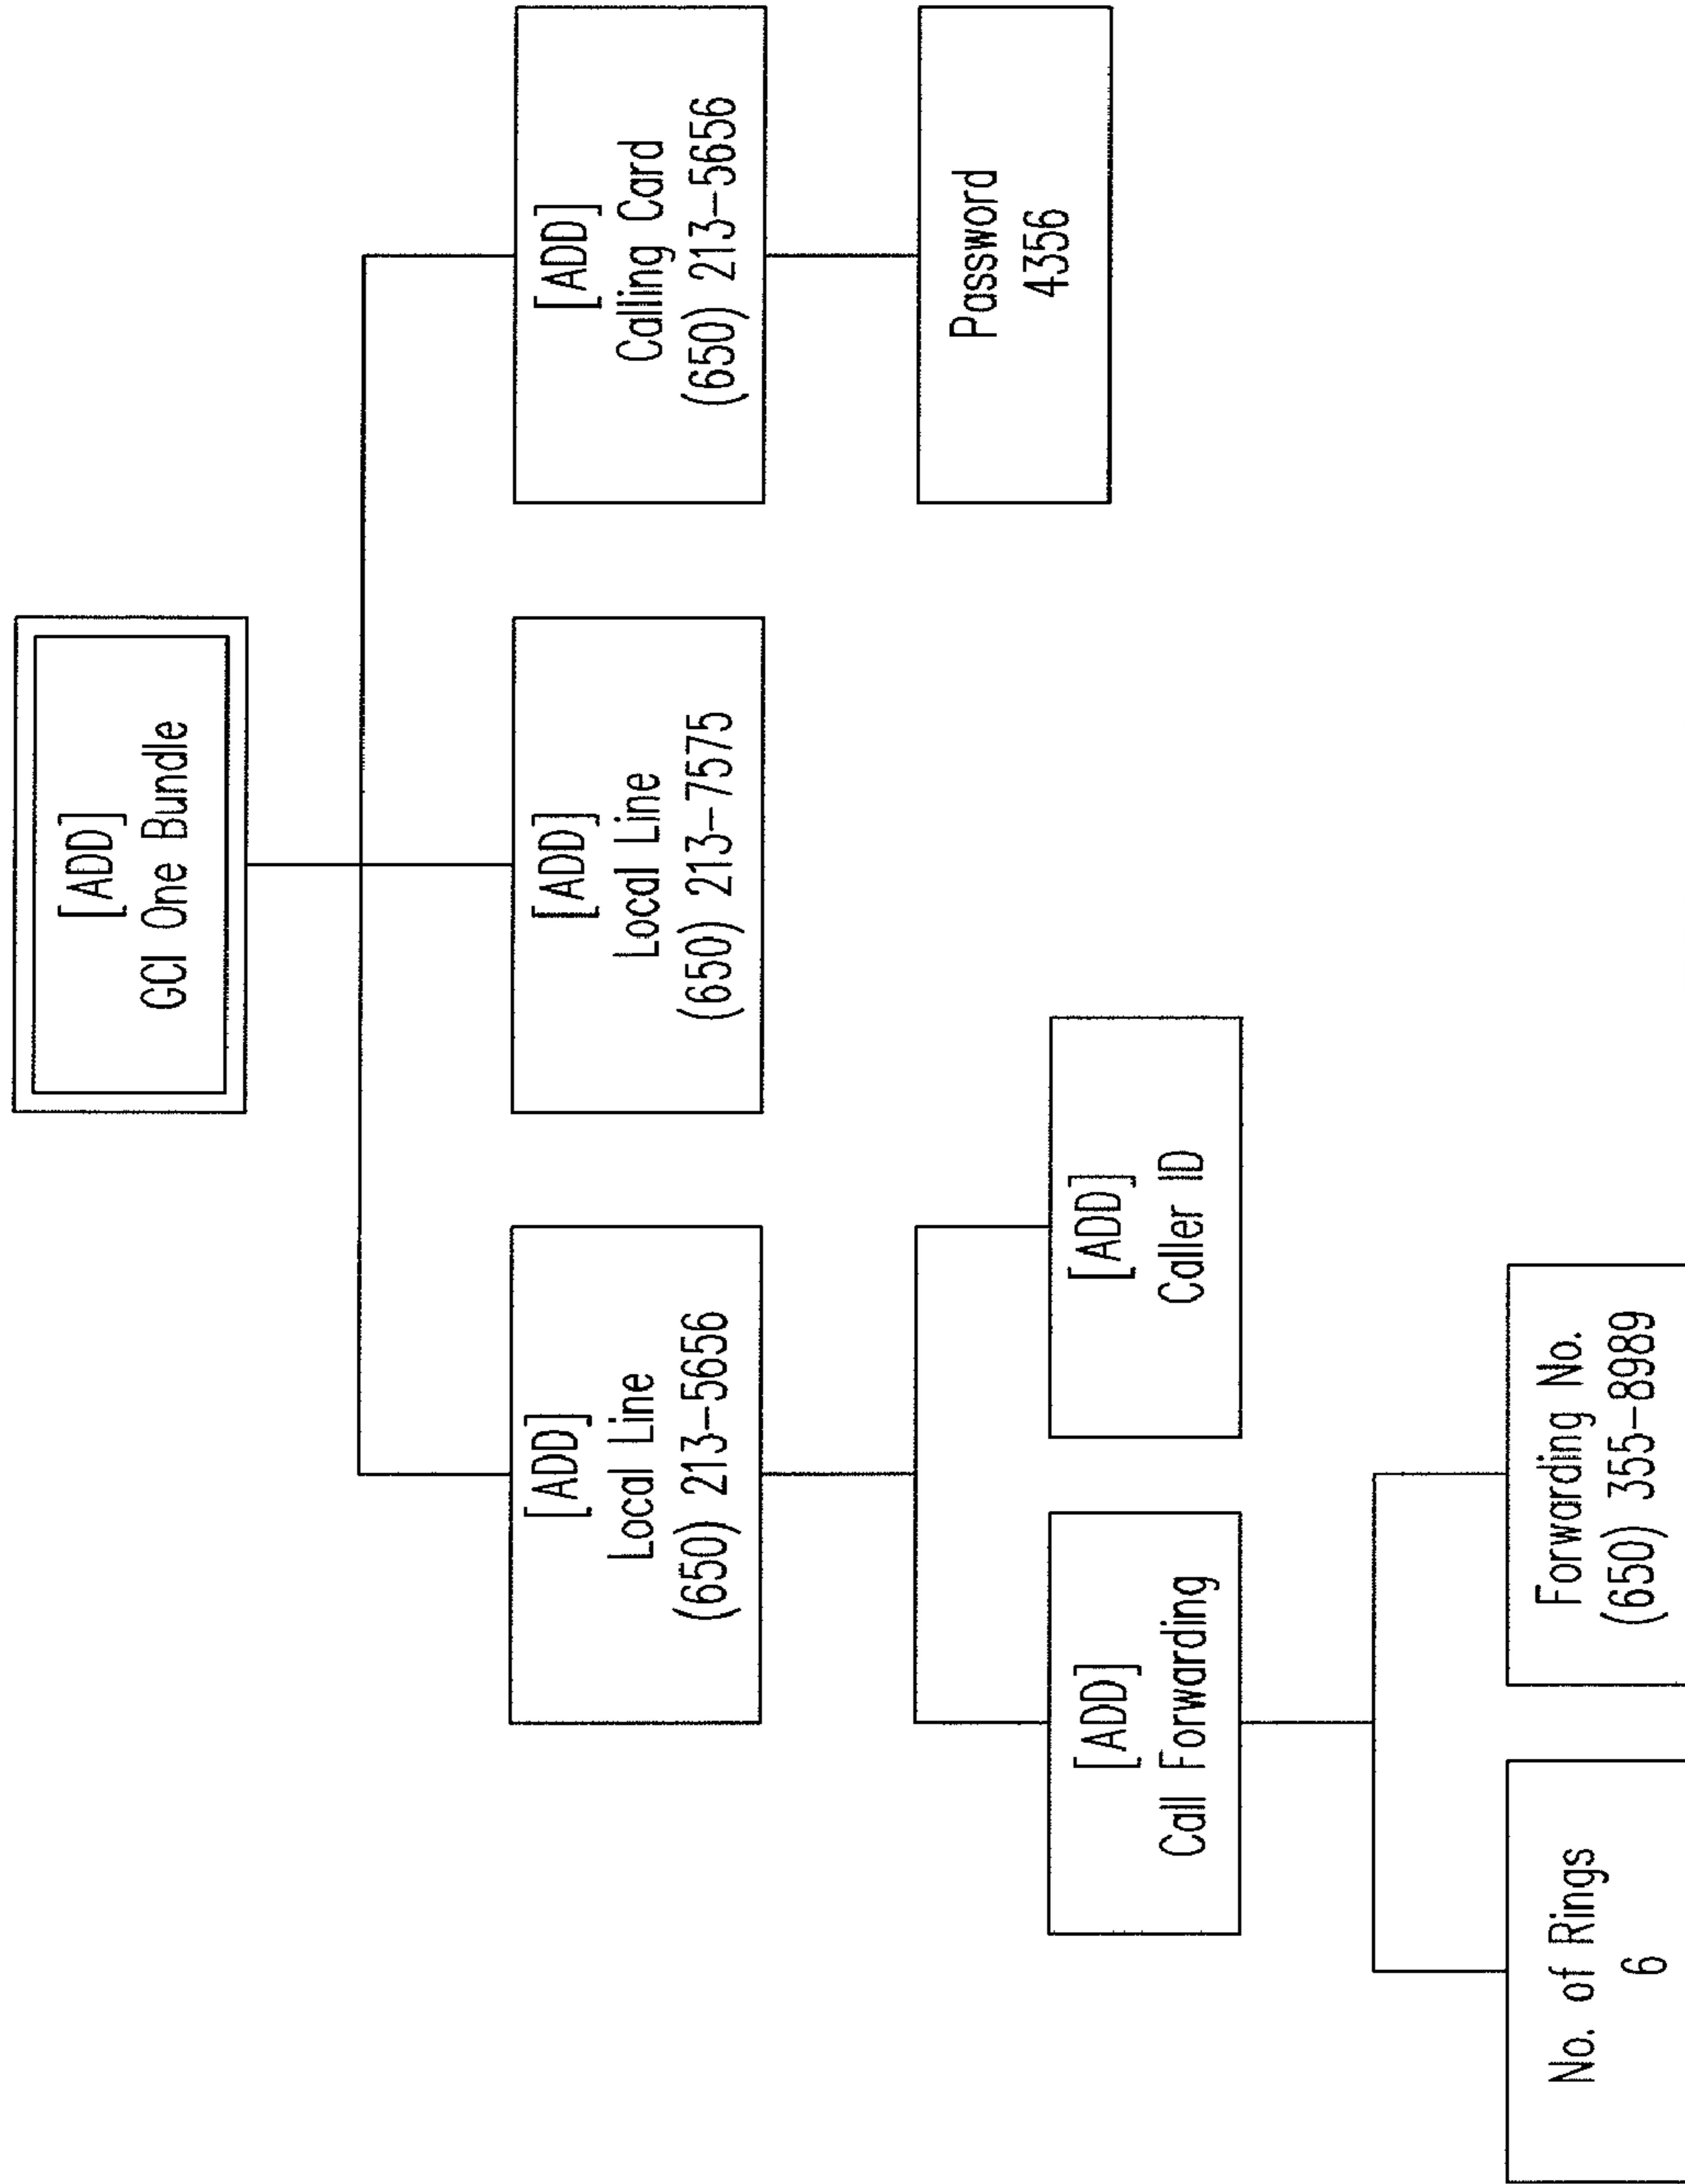 [ADD]
GCI One Bundle
[ADD]
Local Line
(650) 213-5656
[ADD]
Local Line
(650) 213-7575
[ADD]
Calling Card
(650) 213-5656
[ADD]
Call Forwarding
[ADD]
Caller ID
Password
4356
No. of Rings
6
Forwarding No.
(650) 355-8989